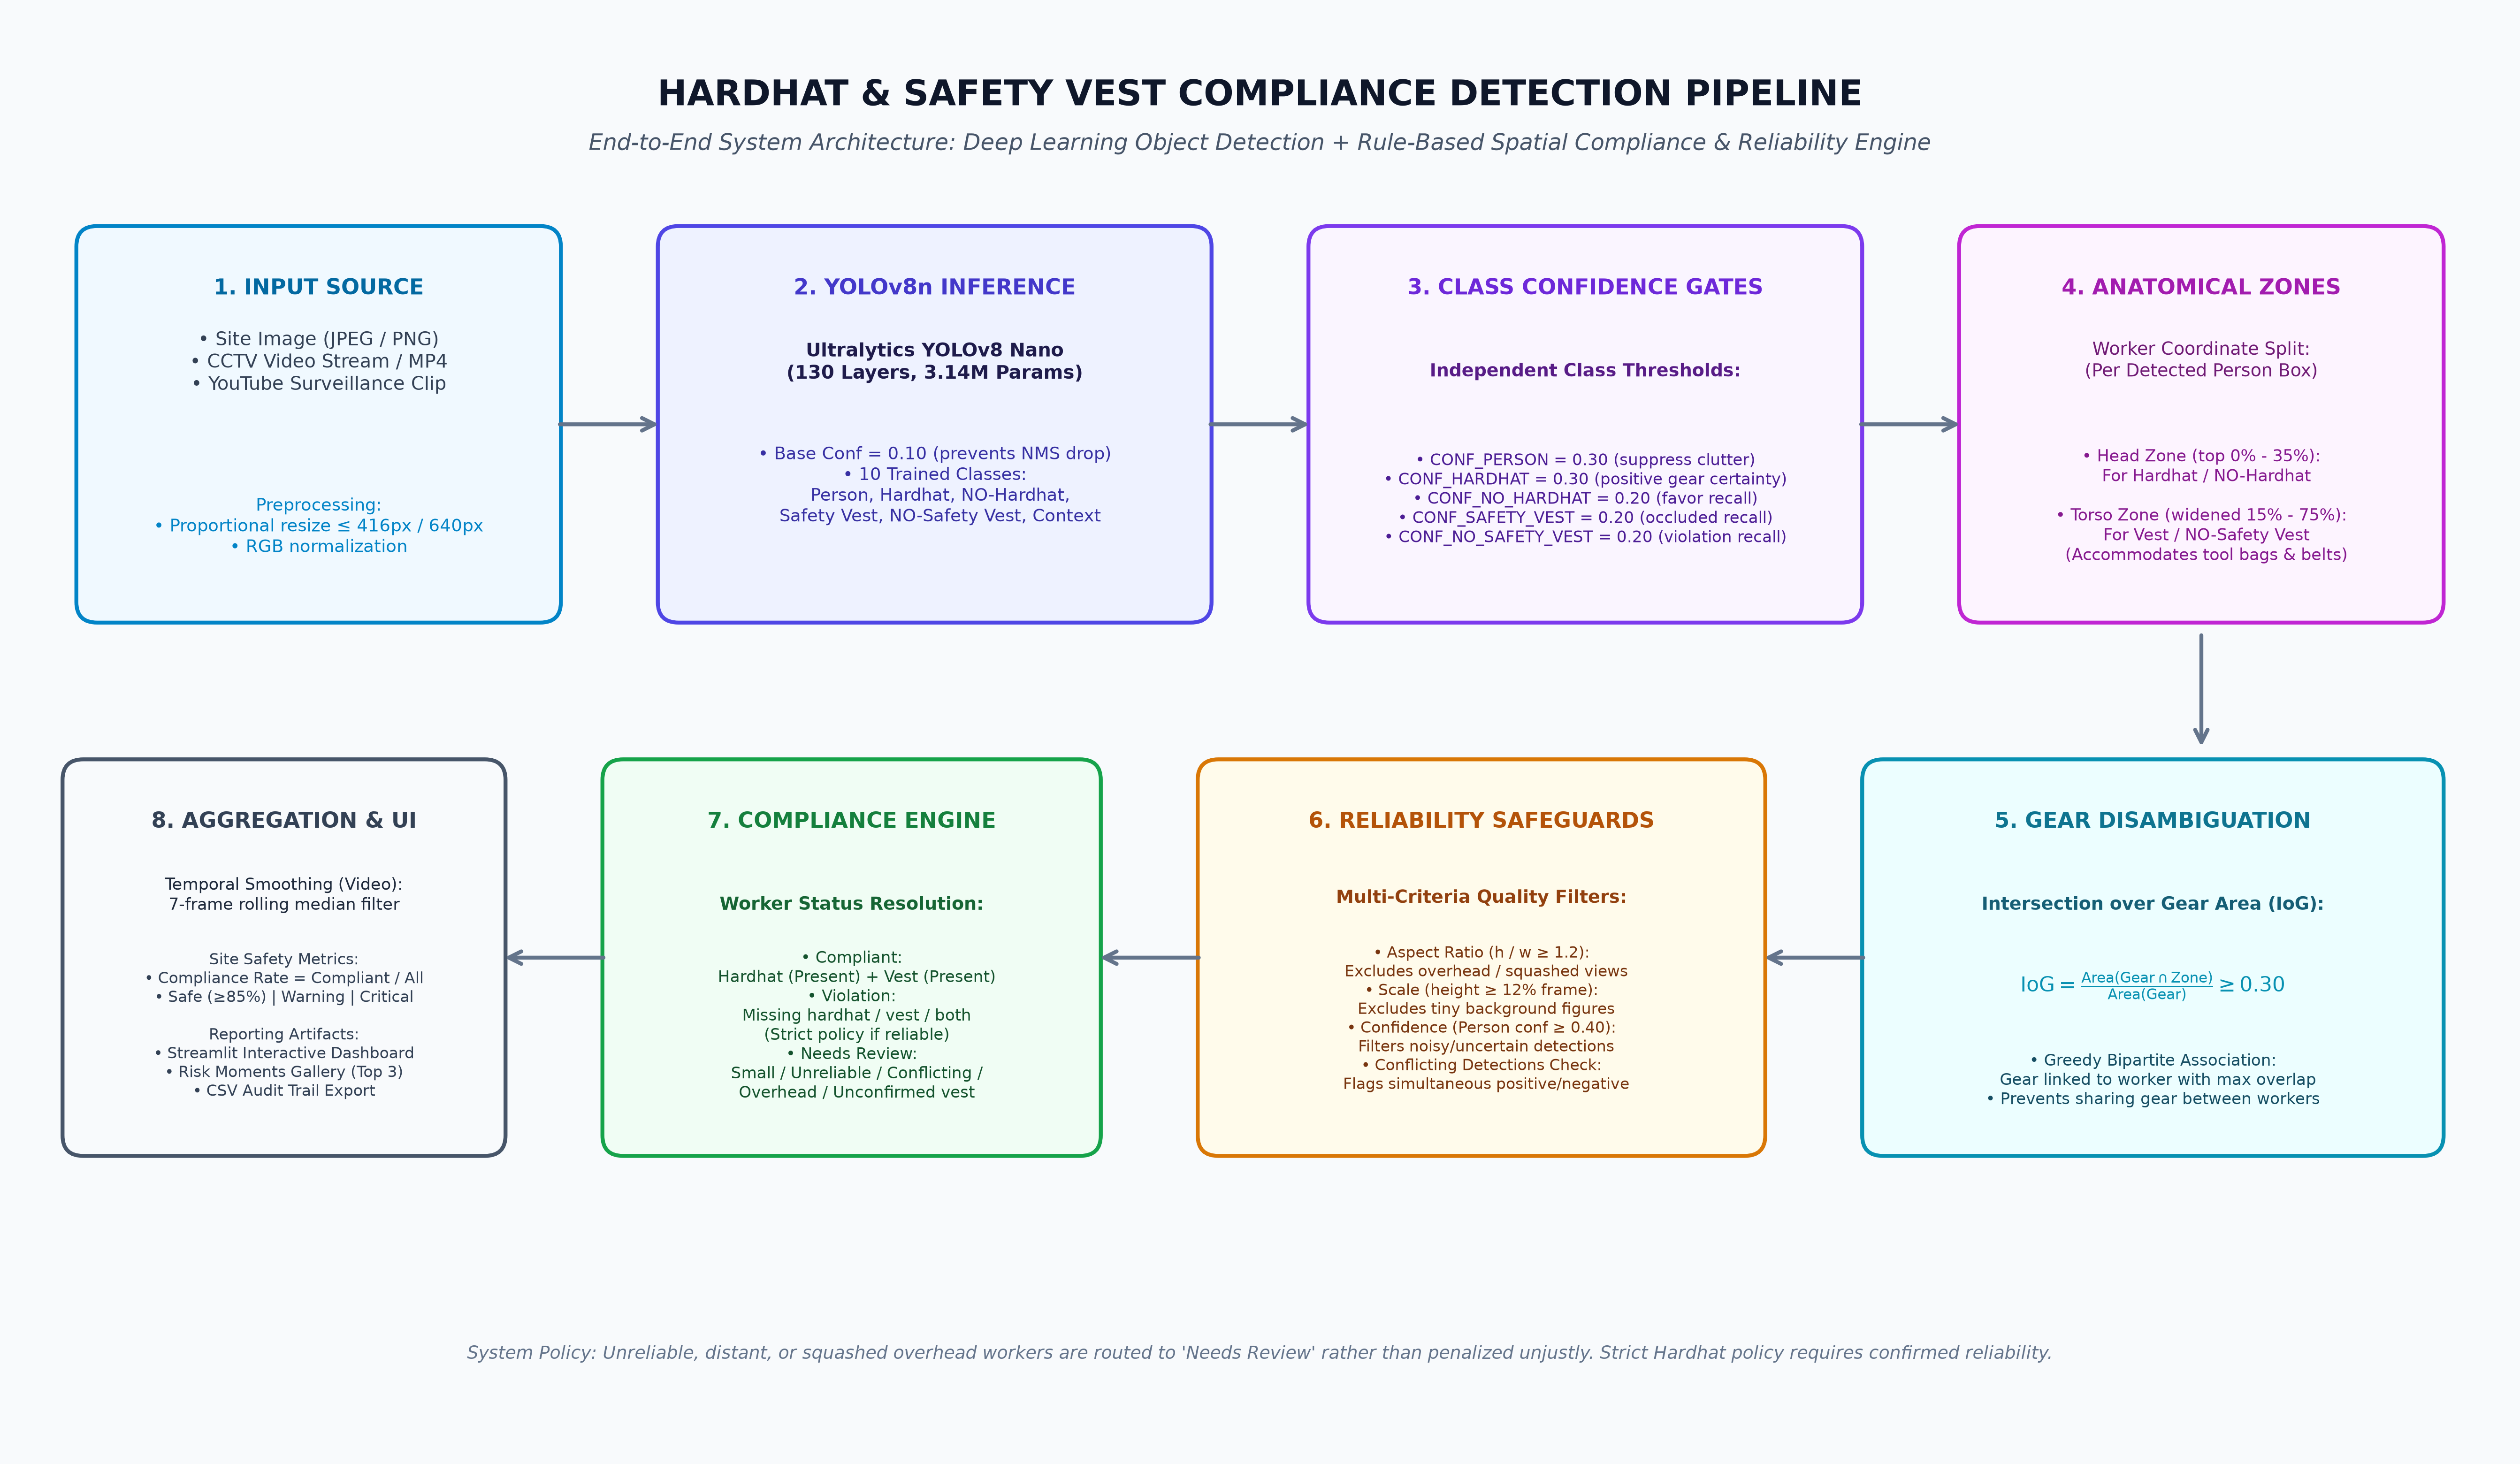 HARDHAT & SAFETY VEST COMPLIANCE DETECTION PIPELINE
End-to-End System Architecture: Deep Learning Object Detection + Rule-Based Spatial Compliance & Reliability Engine
1. INPUT SOURCE
• Site Image (JPEG / PNG)
• CCTV Video Stream / MP4
• YouTube Surveillance Clip
Preprocessing:
• Proportional resize ≤ 416px / 640px
• RGB normalization
2. YOLOv8n INFERENCE
Ultralytics YOLOv8 Nano
(130 Layers, 3.14M Params)
• Base Conf = 0.10 (prevents NMS drop)
• 10 Trained Classes:
Person, Hardhat, NO-Hardhat,
Safety Vest, NO-Safety Vest, Context
3. CLASS CONFIDENCE GATES
Independent Class Thresholds:
• CONF_PERSON = 0.30 (suppress clutter)
• CONF_HARDHAT = 0.30 (positive gear certainty)
• CONF_NO_HARDHAT = 0.20 (favor recall)
• CONF_SAFETY_VEST = 0.20 (occluded recall)
• CONF_NO_SAFETY_VEST = 0.20 (violation recall)
4. ANATOMICAL ZONES
Worker Coordinate Split:
(Per Detected Person Box)
• Head Zone (top 0% - 35%):
For Hardhat / NO-Hardhat
• Torso Zone (widened 15% - 75%):
For Vest / NO-Safety Vest
(Accommodates tool bags & belts)
5. GEAR DISAMBIGUATION
Intersection over Gear Area (IoG):
IoG = Area(Gear ∩ Zone) / Area(Gear) ≥ 0.30
• Greedy Bipartite Association:
Gear linked to worker with max overlap
• Prevents sharing gear between workers
6. RELIABILITY SAFEGUARDS
Multi-Criteria Quality Filters:
• Aspect Ratio (h / w ≥ 1.2):
Excludes overhead / squashed views
• Scale (height ≥ 12% frame):
Excludes tiny background figures
• Confidence (Person conf ≥ 0.40):
Filters noisy/uncertain detections
• Conflicting Detections Check:
Flags simultaneous positive/negative
7. COMPLIANCE ENGINE
Worker Status Resolution:
• Compliant:
Hardhat (Present) + Vest (Present)
• Violation:
Missing hardhat / vest / both
(Strict policy if reliable)
• Needs Review:
Small / Unreliable / Conflicting /
Overhead / Unconfirmed vest
8. AGGREGATION & UI
Temporal Smoothing (Video):
7-frame rolling median filter
Site Safety Metrics:
• Compliance Rate = Compliant / All
• Safe (≥85%) | Warning | Critical
Reporting Artifacts:
• Streamlit Interactive Dashboard
• Risk Moments Gallery (Top 3)
• CSV Audit Trail Export
System Policy: Unreliable, distant, or squashed overhead workers are routed to 'Needs Review' rather than penalized unjustly. Strict Hardhat policy requires confirmed reliability.